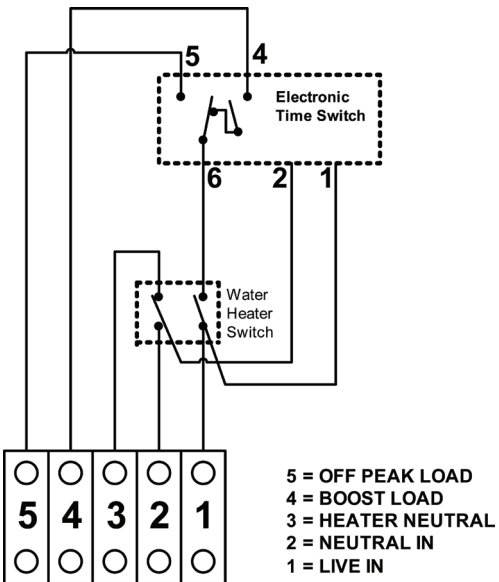 5 4
Electronic
Time Switch
6 2 1
Water
Heater
Switch
5 4 3 2 1
5 = OFF PEAK LOAD
4 = BOOST LOAD
3 = HEATER NEUTRAL
2 = NEUTRAL IN
1 = LIVE IN